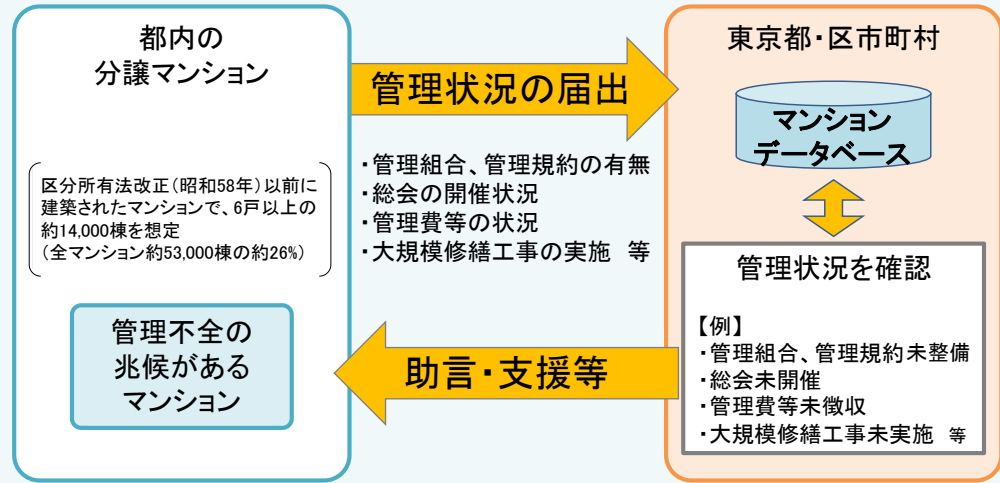 都内の
分譲マンション
区分所有法改正(昭和58年)以前に
建築されたマンションで、6戸以上の
約14,000棟を想定
(全マンション約53,000棟の約26%)
管理不全の
兆候がある
マンション
管理状況の届出
・管理組合、管理規約の有無
・総会の開催状況
・管理費等の状況
・大規模修繕工事の実施 等
助言・支援等
東京都・区市町村
マンション
データベース
管理状況を確認
【例】
・管理組合、管理規約未整備
・総会未開催
・管理費等未徴収
・大規模修繕工事未実施 等